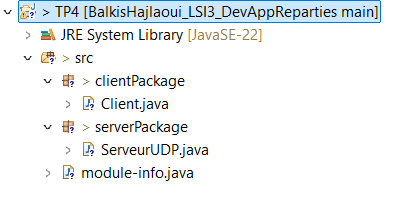 > TP4 [BalkisHajlaoui_LSI3_DevAppReparties main]
JRE System Library [JavaSE-22]
> src
> clientPackage
> Client.java
> serverPackage
> ServeurUDP.java
> module-info.java